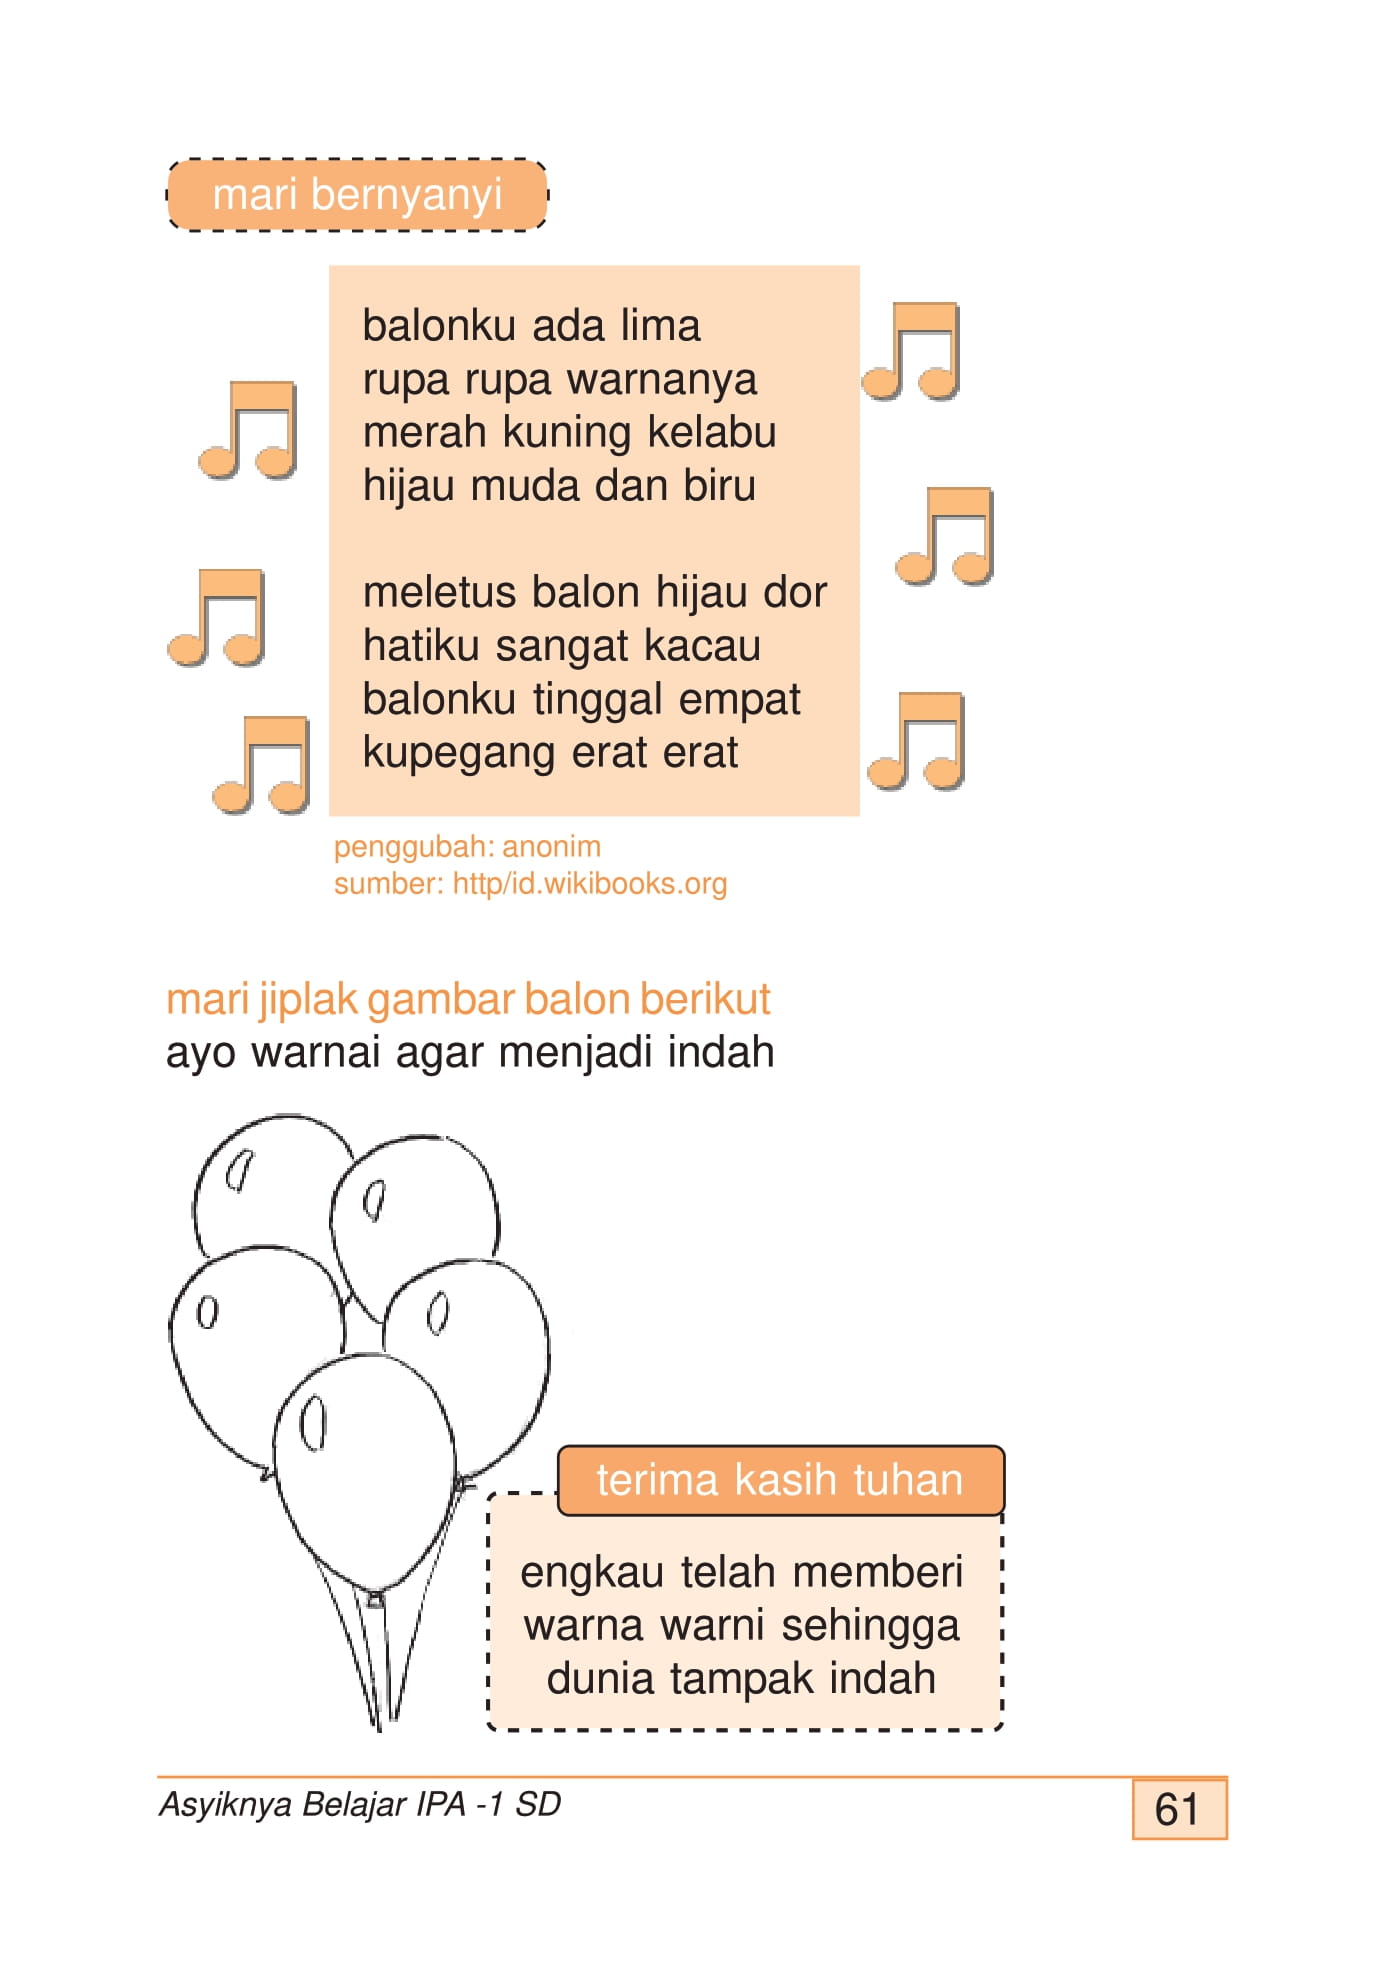 mari bernyanyi
balonku ada lima
rupa rupa warnanya
merah kuning kelabu
hijau muda dan biru
meletus balon hijau dor
hatiku sangat kacau
balonku tinggal empat
kupegang erat erat
penggubah: anonim
sumber: http/id.wikibooks.org
mari jiplak gambar balon berikut
ayo warnai agar menjadi indah
terima kasih tuhan
engkau telah memberi
warna warni sehingga
dunia tampak indah
Asyiknya Belajar IPA -1 SD
61